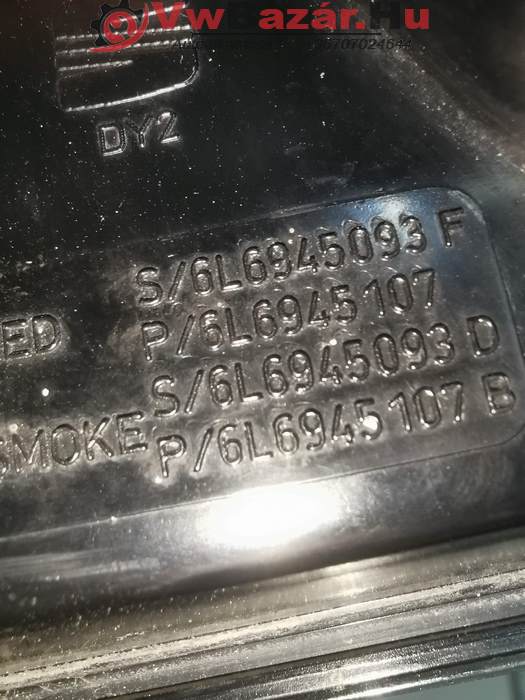 VwBazár.Hu
DY2
S/6L6945093 F
ED P/6L6945107
S/6L6945093 D
SMOKE P/6L6945107 B